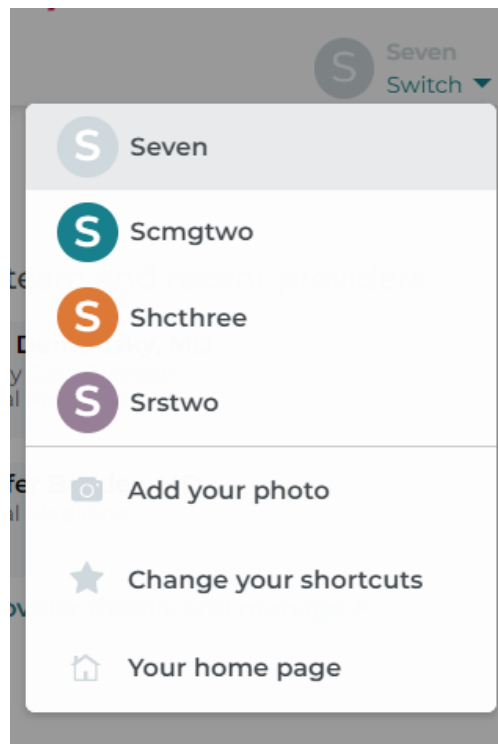 S Seven
Switch
S Seven
S Scmgtwo
S Shcthree
S Srstwo
Add your photo
Change your shortcuts
Your home page